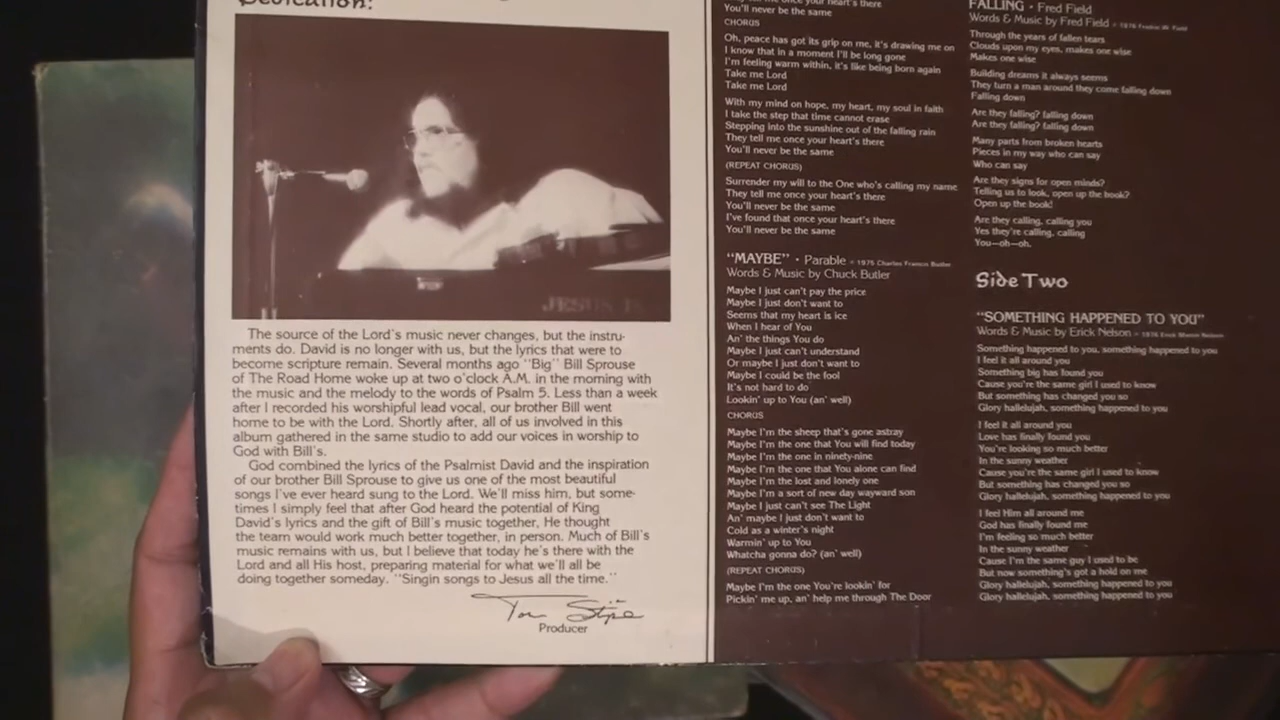 Dedication:
The source of the Lord's music never changes, but the instru-
ments do. David is no longer with us, but the lyrics that were to
become scripture remain. Several months ago "Big" Bill Sprouse
of The Road Home woke up at two o'clock A.M. in the morning with
the music and the melody to the words of Psalm 5. Less than a week
after I recorded his worshipful lead vocal, our brother Bill went
home to be with the Lord. Shortly after, all of us involved in this
album gathered in the same studio to add our voices in worship to
God with Bill's.
God combined the lyrics of the Psalmist David and the inspiration
of our brother Bill Sprouse to give us one of the most beautiful
songs I've ever heard sung to the Lord. We'll miss him, but some-
times I simply feel that after God heard the potential of King
David's lyrics and the gift of Bill's music together, He thought
the team would work much better together, in person. Much of Bill's
music remains with us, but I believe that today he's there with the
Lord and all His host, preparing material for what we'll all be
doing together someday. "Singin songs to Jesus all the time."
Tom Stipe
Producer
JESUS
once your heart's there
You'll never be the same
CHORUS
Oh, peace has got its grip on me, it's drawing me on
I know that in a moment I'll be long gone
I'm feeling warm within, it's like being born again
Take me Lord
Take me Lord
With my mind on hope, my heart, my soul in faith
I take the step that time cannot erase
Stepping into the sunshine out of the falling rain
They tell me once your heart's there
You'll never be the same
(REPEAT CHORUS)
Surrender my will to the One who's calling my name
They tell me once your heart's there
You'll never be the same
I've found that once your heart's there
You'll never be the same
"MAYBE" • Parable © 1975 Charles Francis Butler
Words & Music by Chuck Butler
Maybe I just can't pay the price
Maybe I just don't want to
Seems that my heart is ice
When I hear of You
An' the things You do
Maybe I just can't understand
Or maybe I just don't want to
Maybe I could be the fool
It's not hard to do
Lookin' up to You (an' well)
CHORUS
Maybe I'm the sheep that's gone astray
Maybe I'm the one that You will find today
Maybe I'm the one in ninety-nine
Maybe I'm the one that You alone can find
Maybe I'm the lost and lonely one
Maybe I'm a sort of new day wayward son
Maybe I just can't see The Light
An' maybe I just don't want to
Cold as a winter's night
Warmin' up to You
Whatcha gonna do? (an' well)
(REPEAT CHORUS)
Maybe I'm the one You're lookin' for
Pickin' me up, an' help me through The Door
FALLING • Fred Field
Words & Music by Fred Field © 1976
Through the years of fallen tears
Clouds upon my eyes, makes one wise
Makes one wise
Building dreams it always seems
They turn a man around they come falling down
Falling down
Are they falling? falling down
Are they falling? falling down
Many parts from broken hearts
Pieces in my way who can say
Who can say
Are they signs for open minds?
Telling us to look, open up the book?
Open up the book!
Are they calling, calling you
Yes they're calling, calling
You—oh—oh.
Side Two
"SOMETHING HAPPENED TO YOU"
Words & Music by Erick Nelson © 1976 Erick Nelson
Something happened to you, something happened to you
I feel it all around you
Something big has found you
Cause you're the same girl I used to know
But something has changed you so
Glory hallelujah, something happened to you
I feel it all around you
Love has finally found you
You're looking so much better
In the sunny weather
Cause you're the same girl I used to know
But something has changed you so
Glory hallelujah, something happened to you
I feel Him all around me
God has finally found me
I'm feeling so much better
In the sunny weather
Cause I'm the same guy I used to be
But now something's got a hold on me
Glory hallelujah, something happened to you
Glory hallelujah, something happened to you